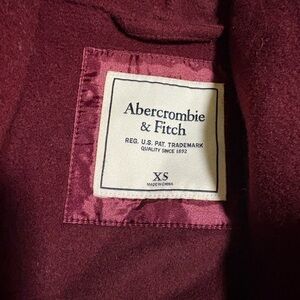 Abercrombie
& Fitch
REG. U.S. PAT. TRADEMARK
QUALITY SINCE 1892
XS
MADE IN CHINA